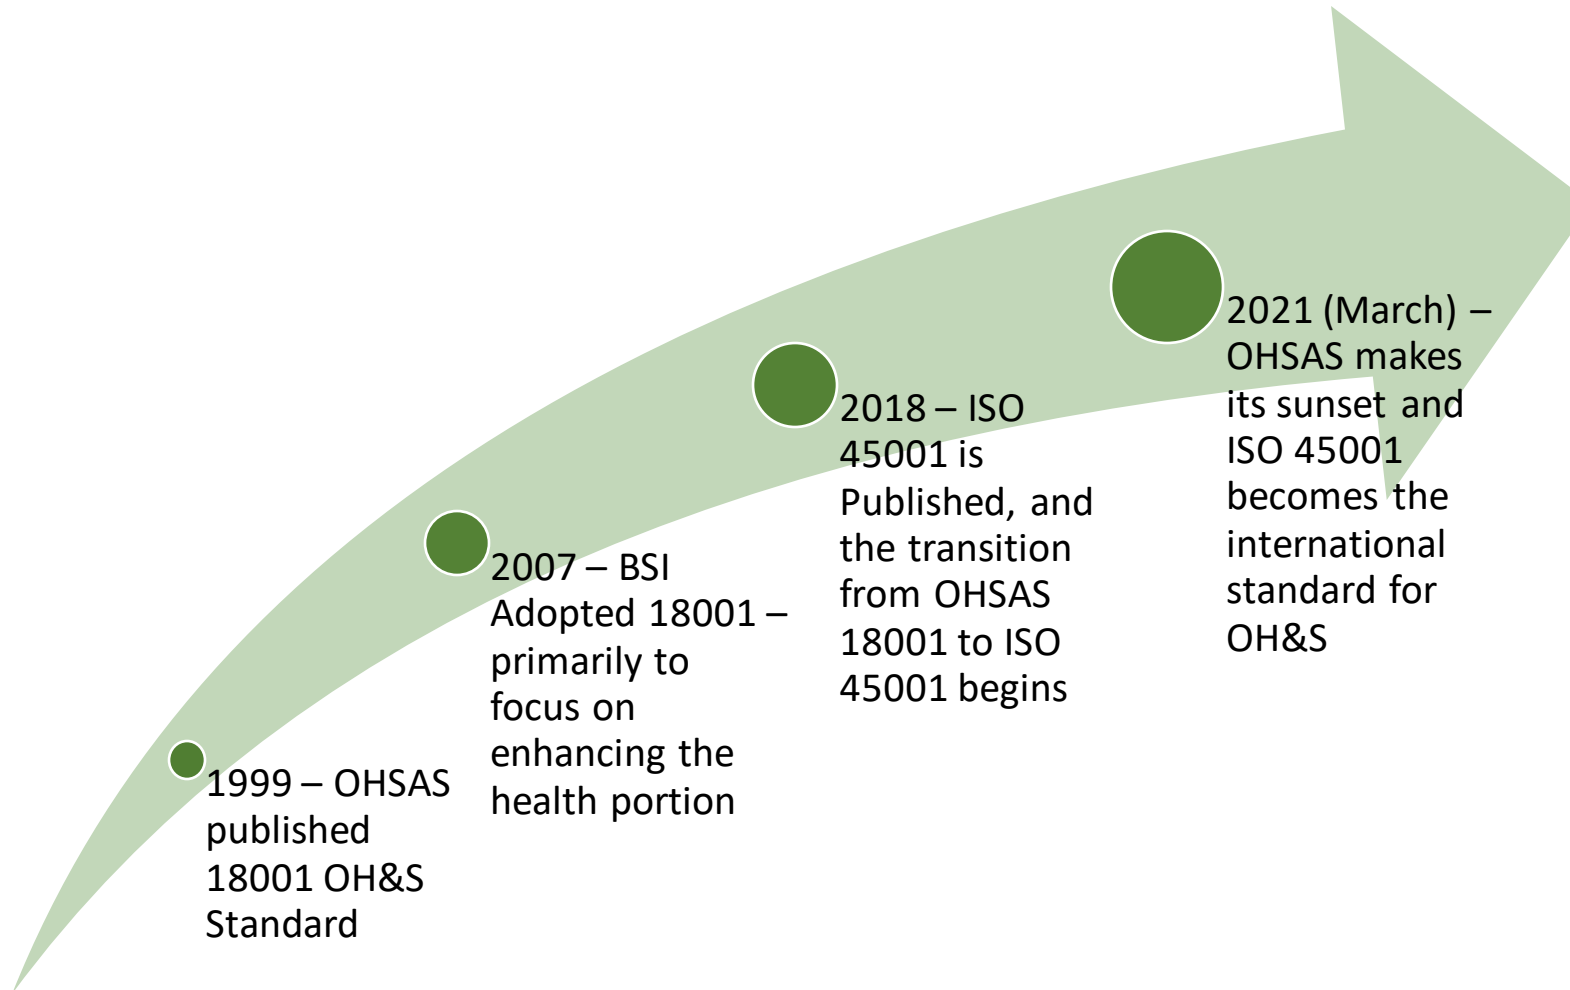 1999 – OHSAS
published
18001 OH&S
Standard
2007 – BSI
Adopted 18001 –
primarily to
focus on
enhancing the
health portion
2018 – ISO
45001 is
Published, and
the transition
from OHSAS
18001 to ISO
45001 begins
2021 (March) –
OHSAS makes
its sunset and
ISO 45001
becomes the
international
standard for
OH&S